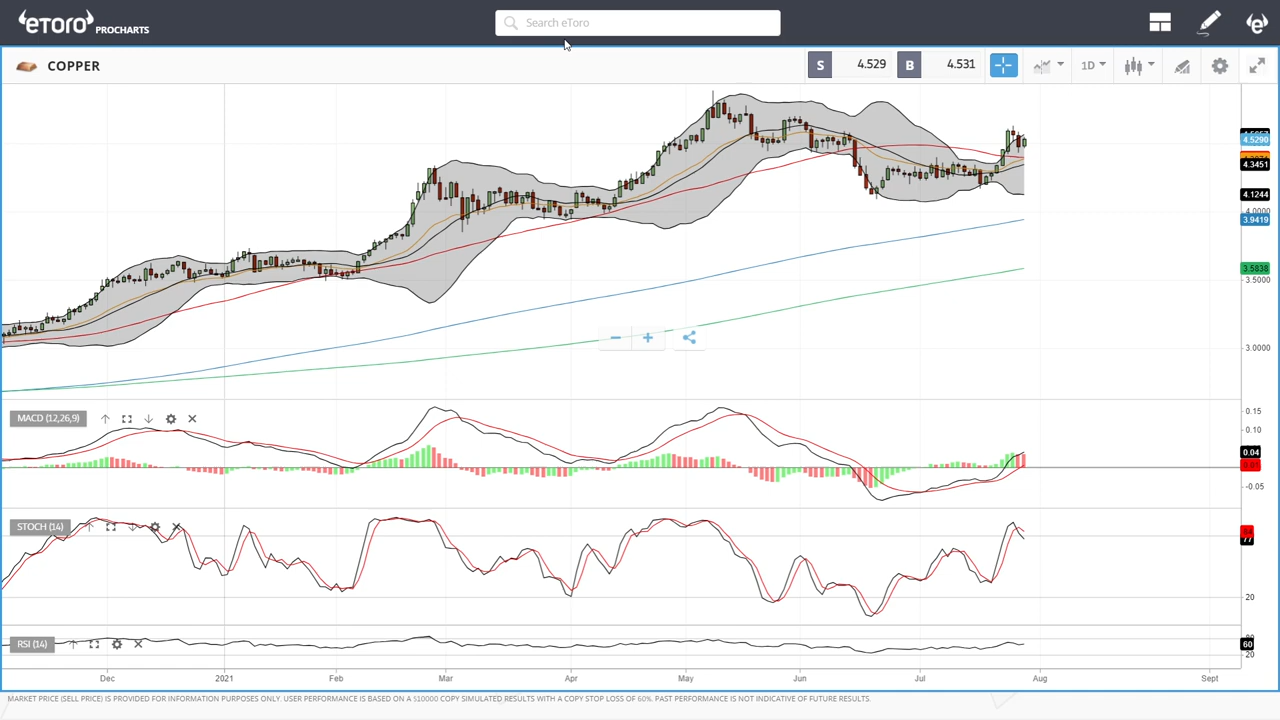 eToro PROCHARTS
Search eToro
COPPER
S 4.529 B 4.531
1D
4.5290
4.3451
4.1244
4.0000
3.9419
3.5838
3.5000
3.0000
MACD (12,26,9)
0.15
0.10
0.04
-0.05
STOCH (14)
77
20
RSI (14)
60
20
Dec 2021 Feb Mar Apr May Jun Jul Aug Sept
MARKET PRICE (SELL PRICE) IS PROVIDED FOR INFORMATION PURPOSES ONLY. USER PERFORMANCE IS BASED ON A $10000 COPY SIMULATED RESULTS WITH A COPY STOP LOSS OF 60%. PAST PERFORMANCE IS NOT INDICATIVE OF FUTURE RESULTS.